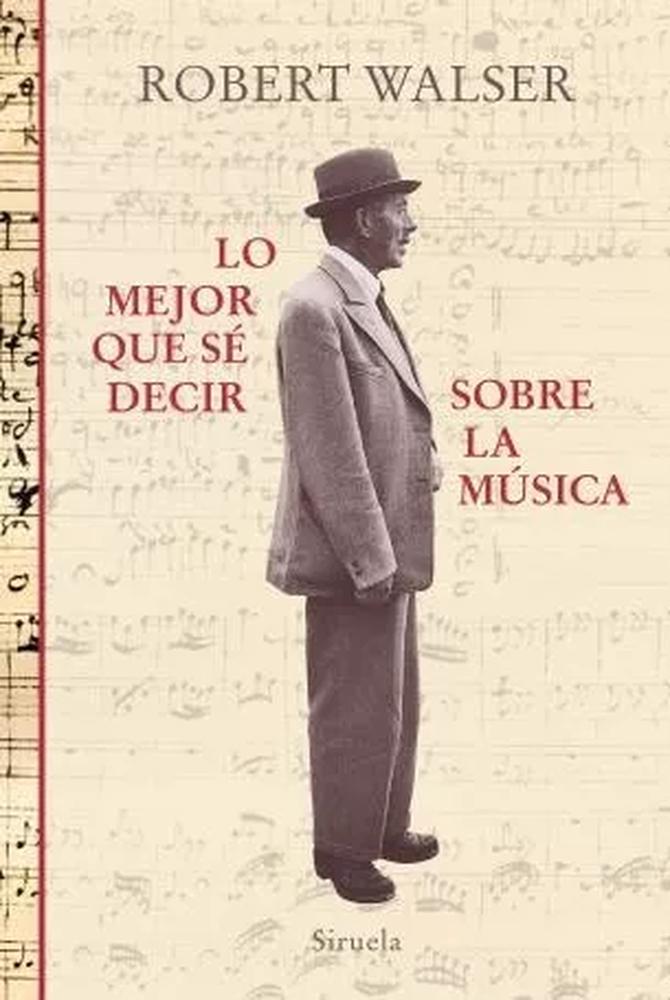 ROBERT WALSER
LO
MEJOR
QUE SÉ
DECIR
SOBRE
LA
MÚSICA
Siruela